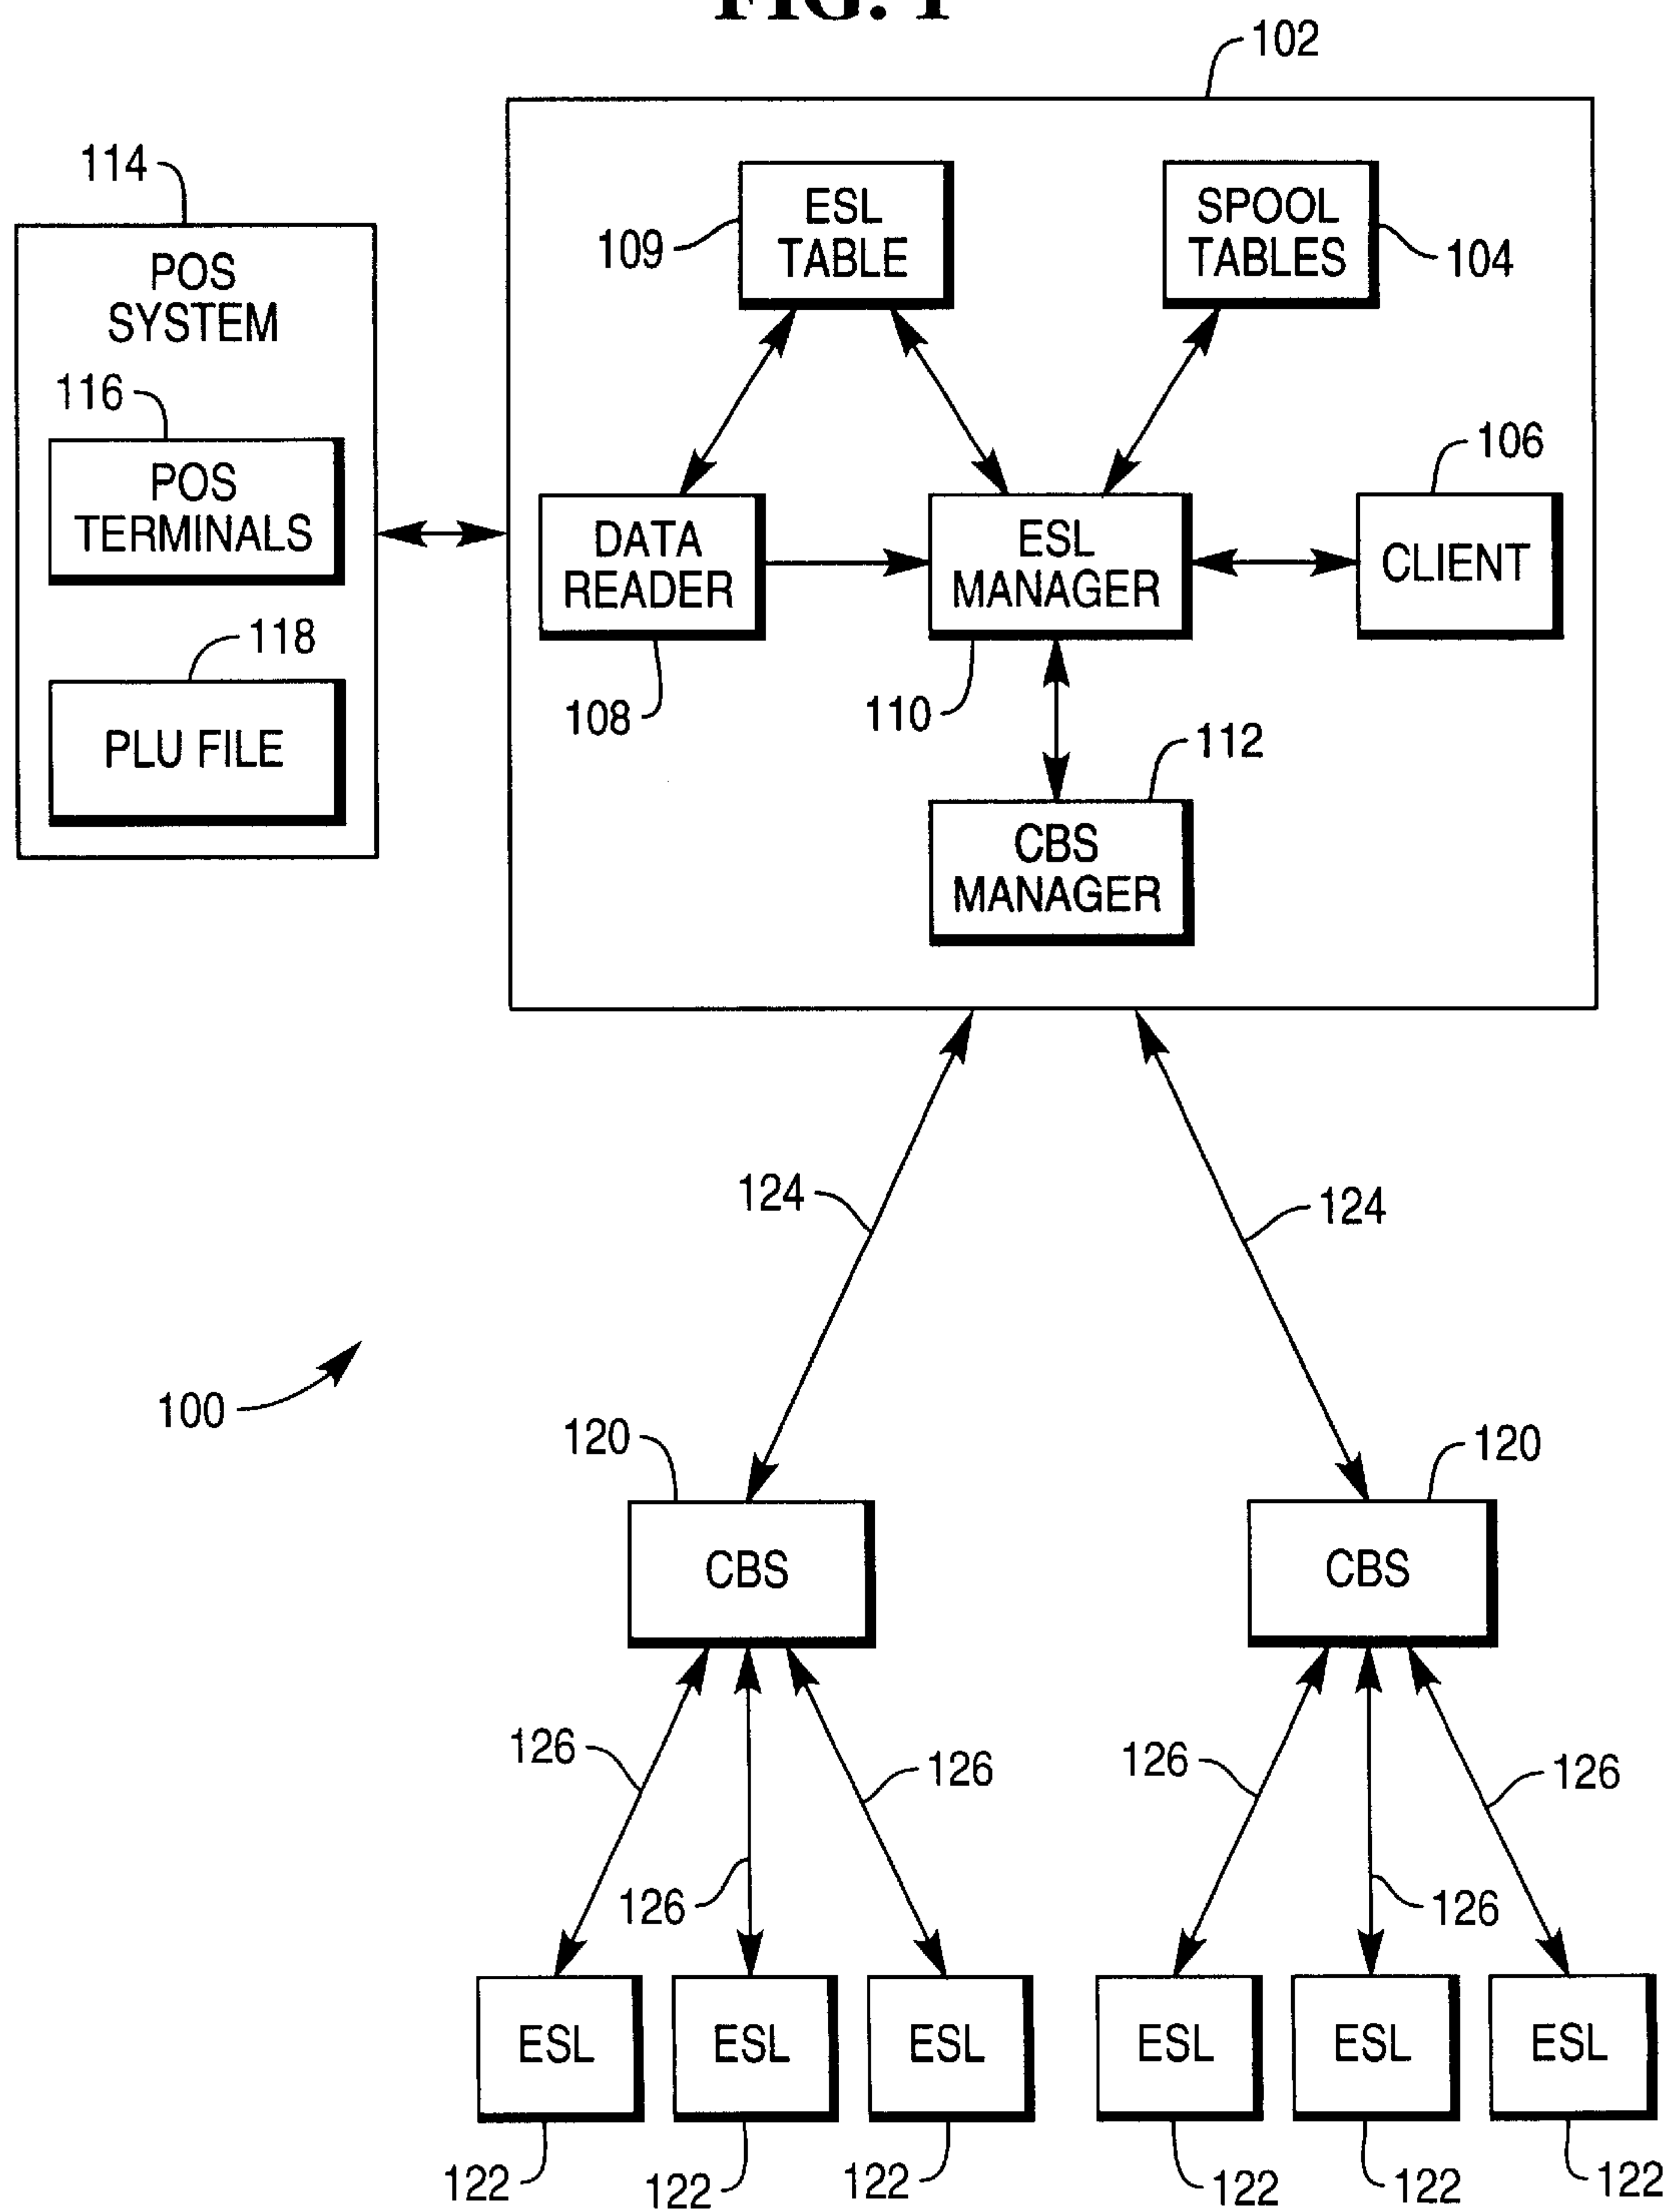 FIG. 1
102
114
POS
SYSTEM
116
POS
TERMINALS
118
PLU FILE
109
ESL
TABLE
SPOOL
TABLES
104
106
DATA
READER
108
ESL
MANAGER
110
CLIENT
112
CBS
MANAGER
124
124
100
120
CBS
120
CBS
126
126
126
126
126
126
ESL
ESL
ESL
ESL
ESL
ESL
122
122
122
122
122
122